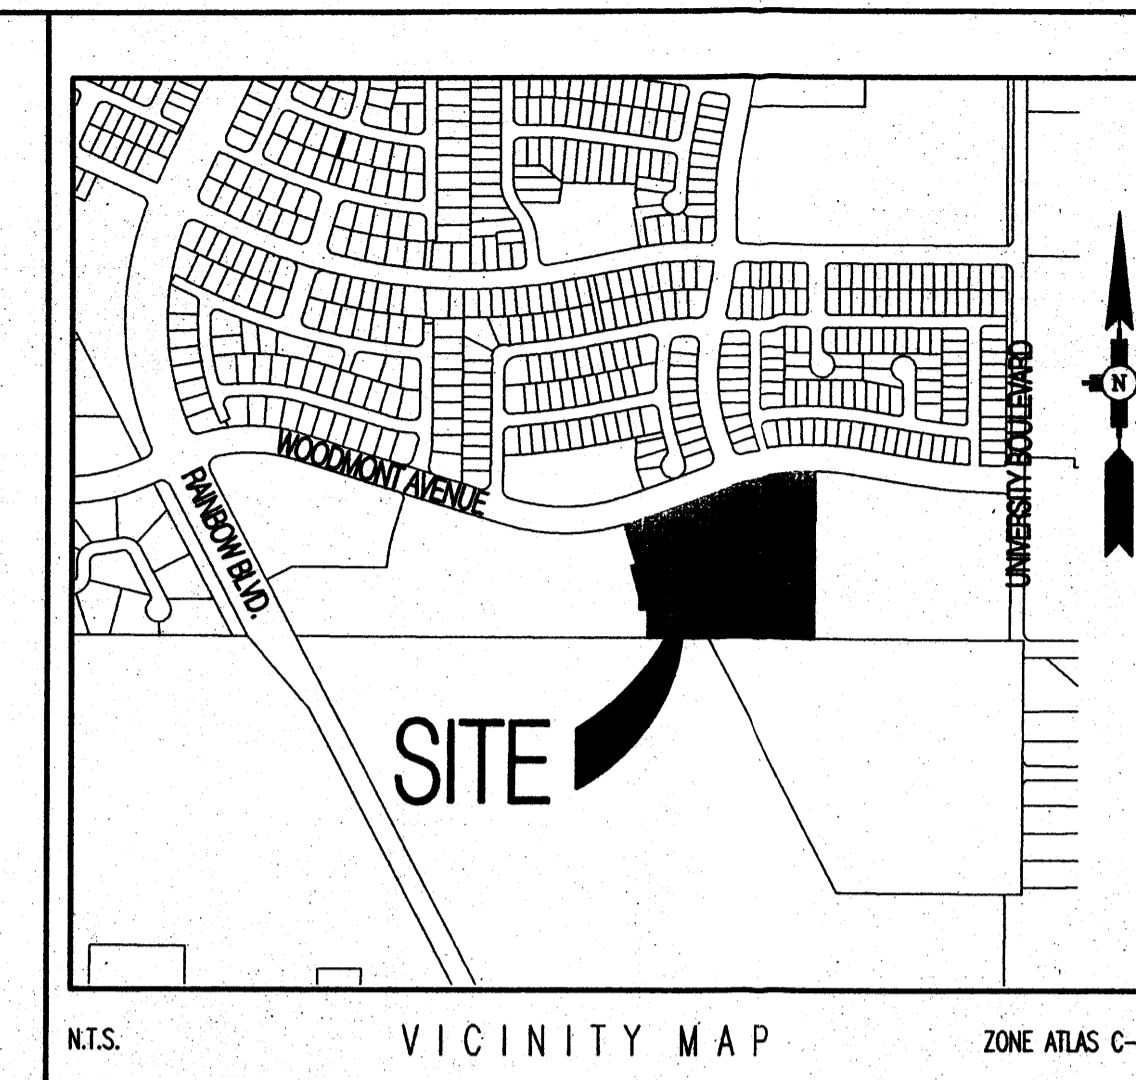 WOODMONT AVENUE
RAINBOW BLVD.
UNIVERSITY BOULEVARD
N
SITE
N.T.S.
VICINITY MAP
ZONE ATLAS C-